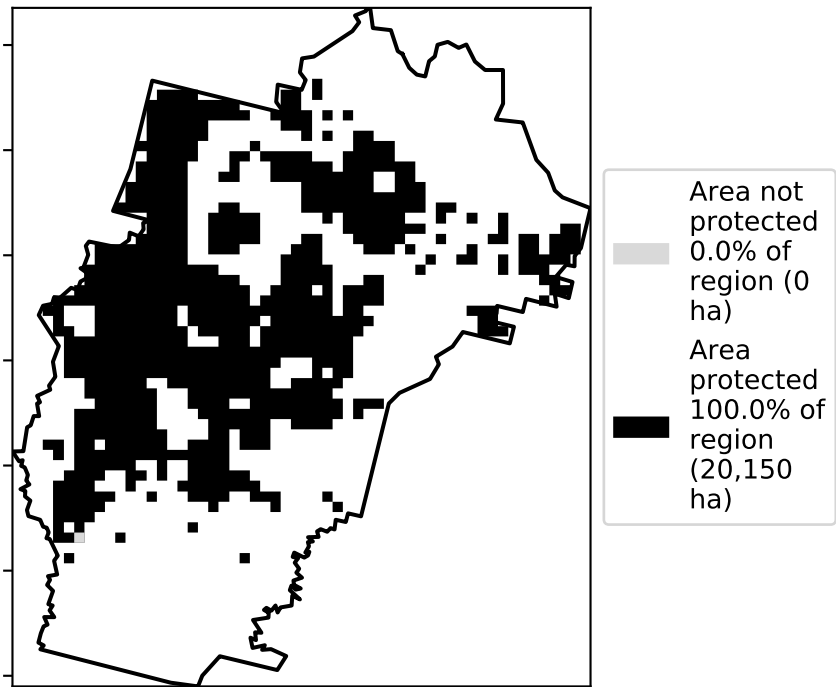 Area not
protected
0.0% of
region (0
ha)
Area
protected
100.0% of
region
(20,150
ha)